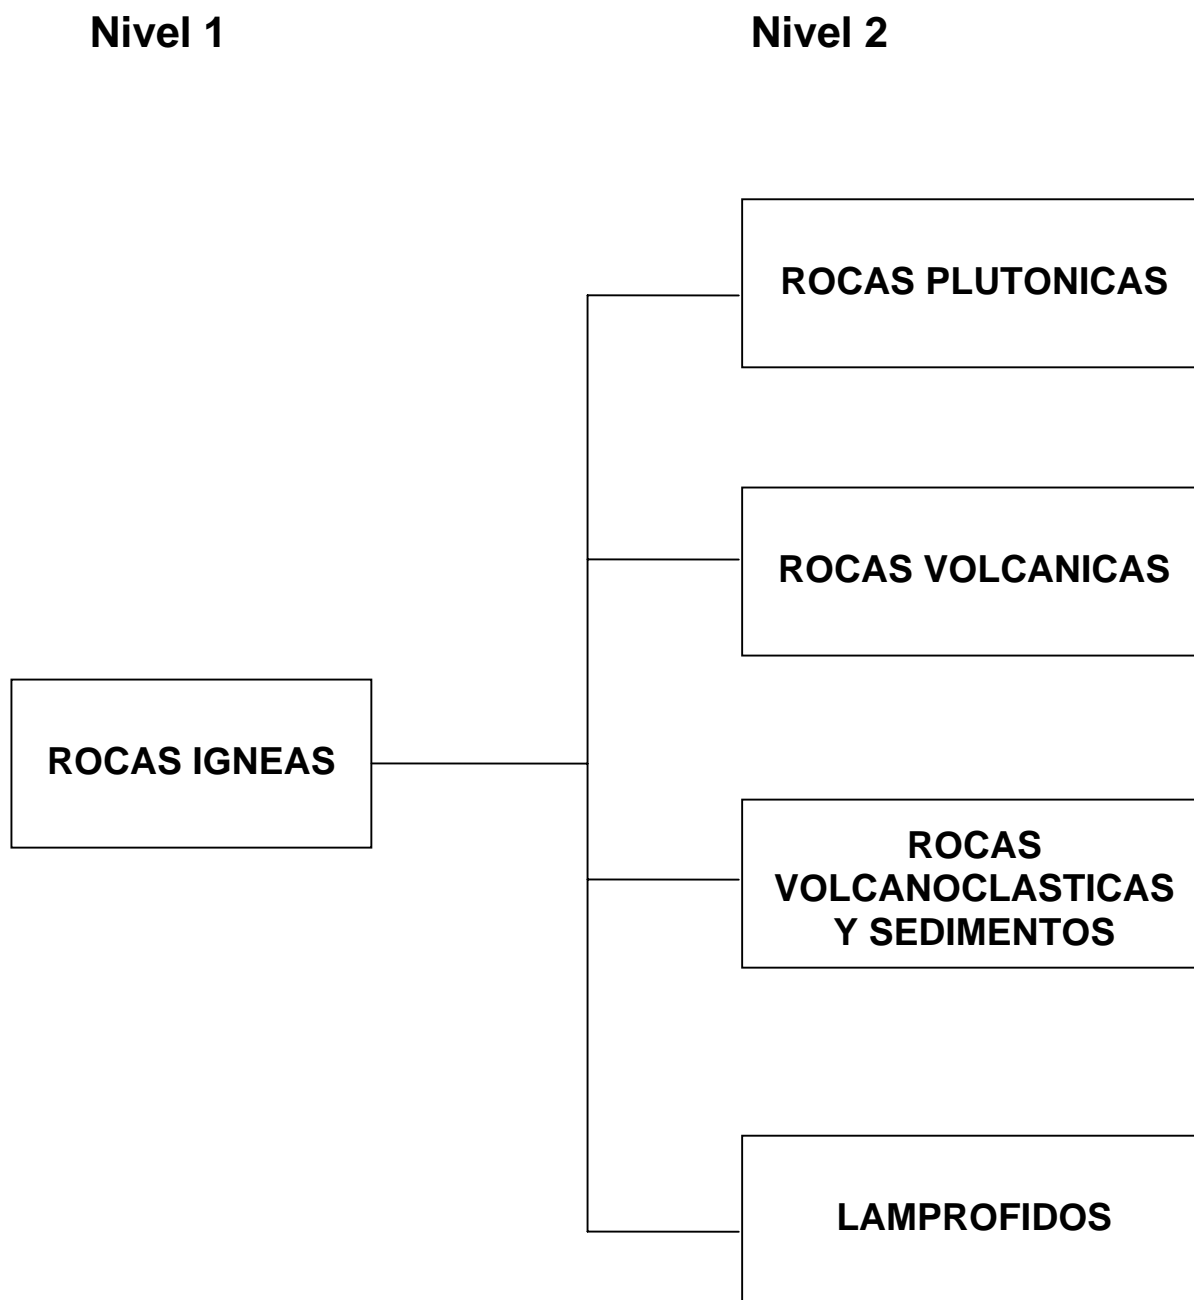 Nivel 1
Nivel 2
ROCAS PLUTONICAS
ROCAS VOLCANICAS
ROCAS IGNEAS
ROCAS
VOLCANOCLASTICAS
Y SEDIMENTOS
LAMPROFIDOS